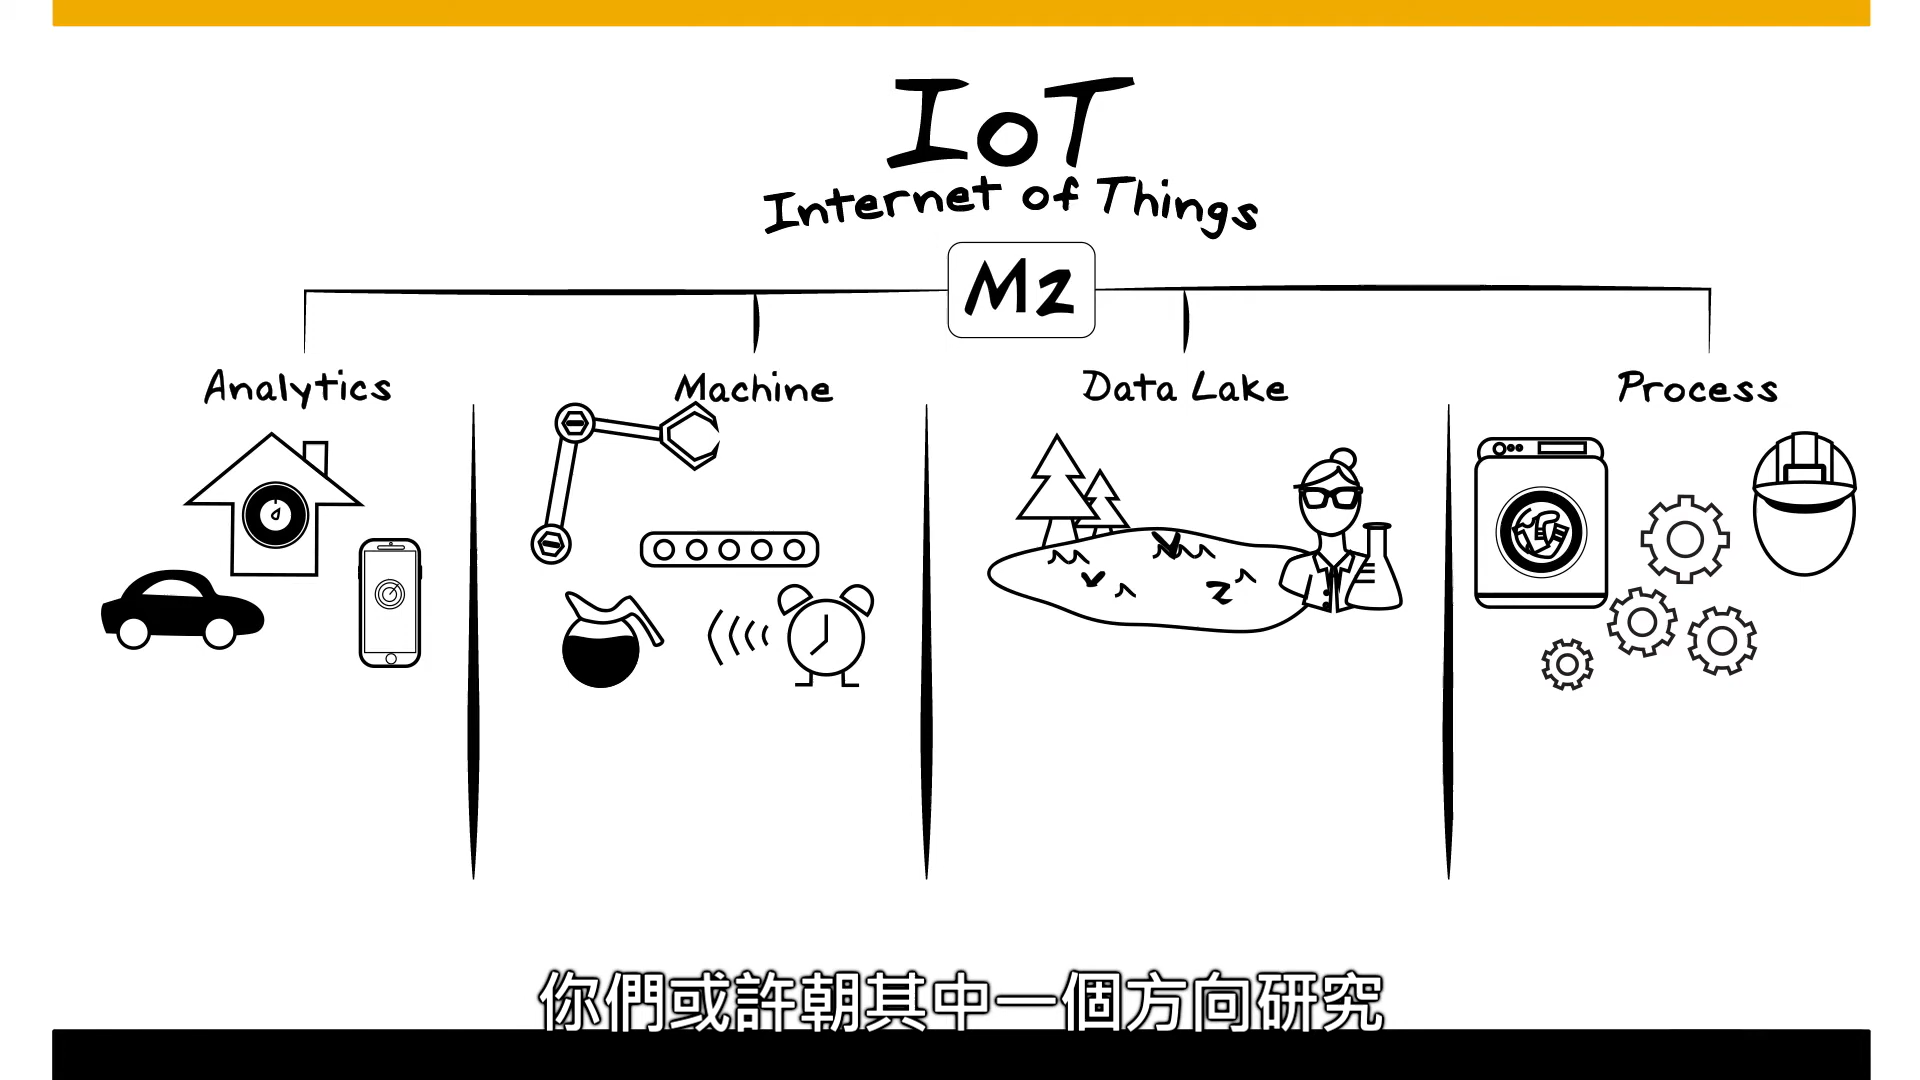 IoT
Internet of Things
M2
Analytics
Machine
Data Lake
Process
你們或許朝其中一個方向研究